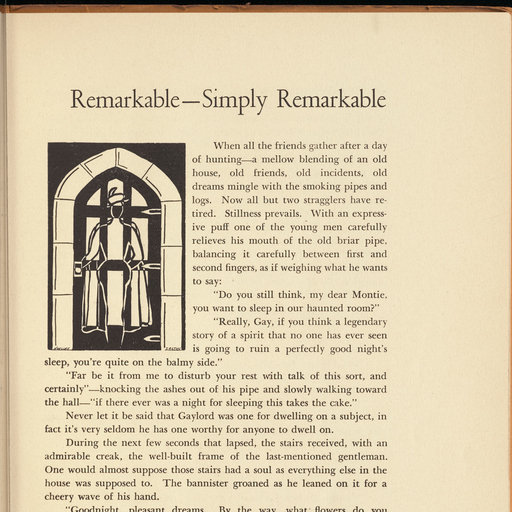 Remarkable—Simply Remarkable
When all the friends gather after a day
of hunting—a mellow blending of an old
house, old friends, old incidents, old
dreams mingle with the smoking pipes and
logs. Now all but two stragglers have re-
tired. Stillness prevails. With an express-
ive puff one of the young men carefully
relieves his mouth of the old briar pipe,
balancing it carefully between first and
second fingers, as if weighing what he wants
to say:
"Do you still think, my dear Montie,
you want to sleep in our haunted room?"
"Really, Gay, if you think a legendary
story of a spirit that no one has ever seen
is going to ruin a perfectly good night's
sleep, you're quite on the balmy side."
"Far be it from me to disturb your rest with talk of this sort, and
certainly"—knocking the ashes out of his pipe and slowly walking toward
the hall—"if there ever was a night for sleeping this takes the cake."
Never let it be said that Gaylord was one for dwelling on a subject, in
fact it's very seldom he has one worthy for anyone to dwell on.
During the next few seconds that lapsed, the stairs received, with an
admirable creak, the well-built frame of the last-mentioned gentleman.
One would almost suppose those stairs had a soul as everything else in the
house was supposed to. The bannister groaned as he leaned on it for a
cheery wave of his hand.
"Goodnight, pleasant dreams. By the way, what flowers do you